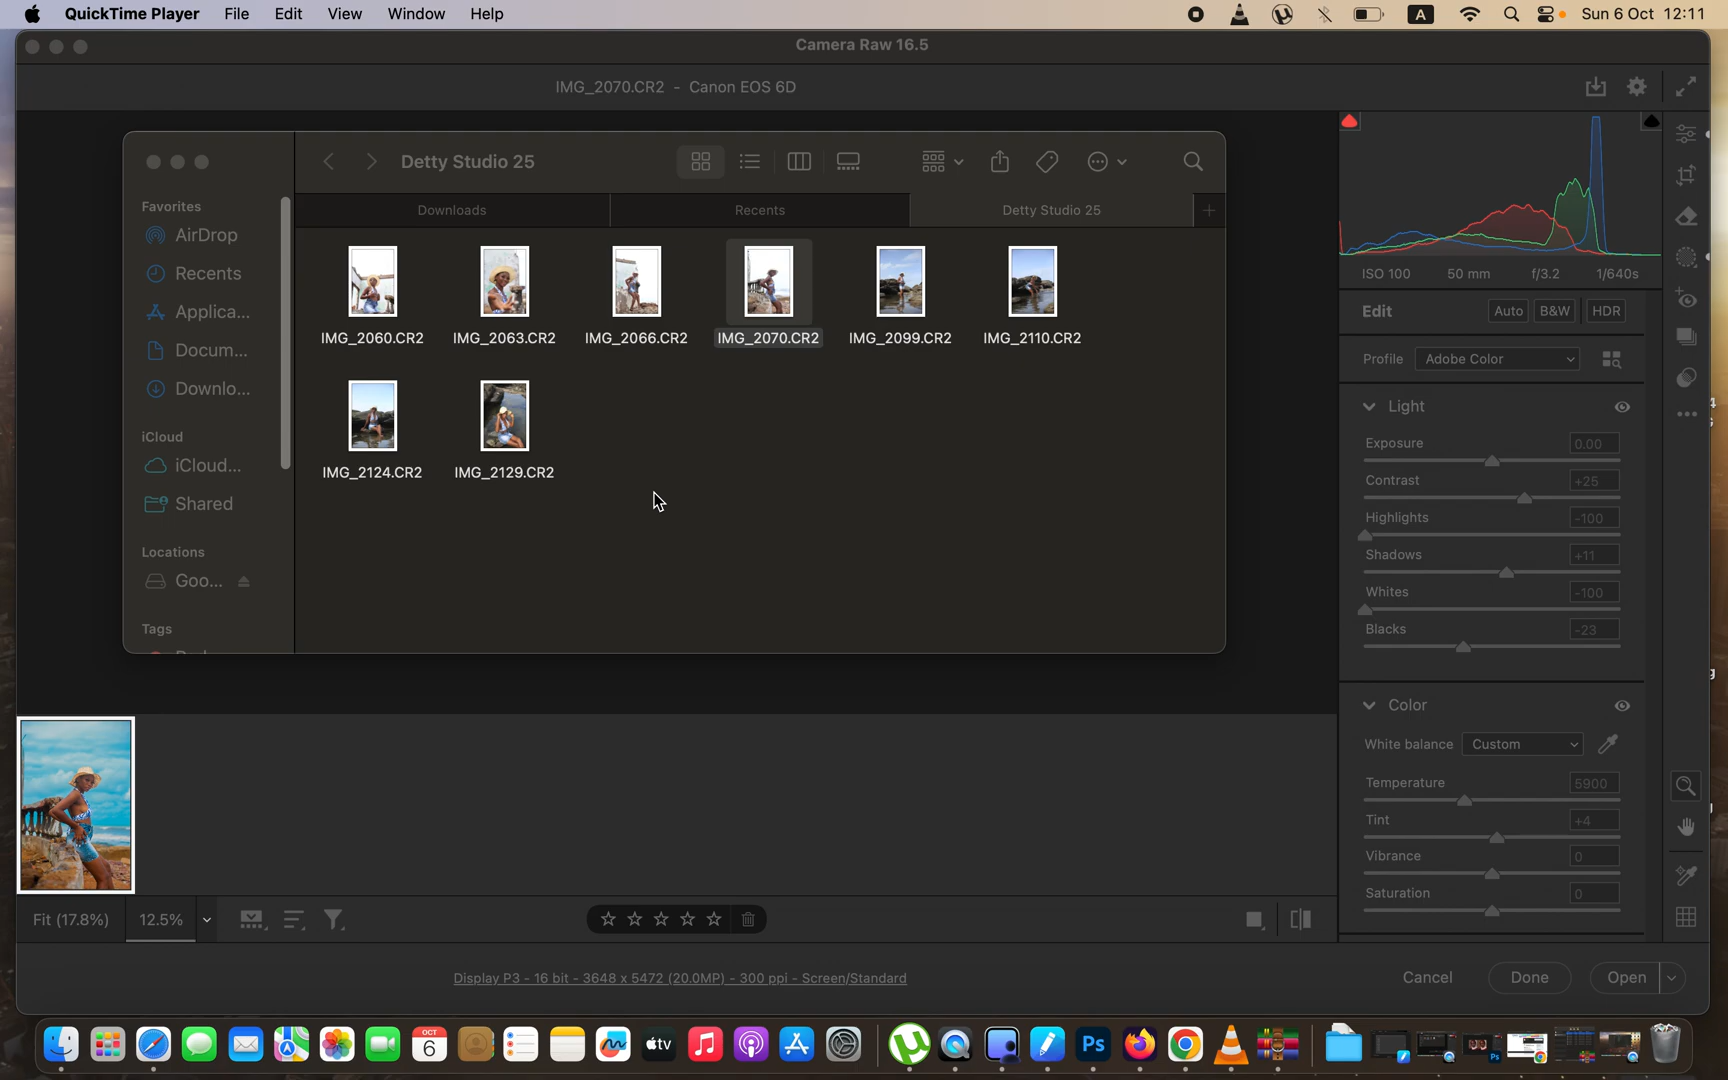 QuickTime Player File Edit View Window Help A Sun 6 Oct 12:11
Camera Raw 16.5
IMG_2070.CR2 - Canon EOS 6D
Detty Studio 25
Downloads Recents Detty Studio 25
Favorites
AirDrop
Recents
Applica...
Docum...
Downlo...
iCloud
iCloud...
Shared
Locations
Goo...
Tags
IMG_2060.CR2 IMG_2063.CR2 IMG_2066.CR2 IMG_2070.CR2 IMG_2099.CR2 IMG_2110.CR2
IMG_2124.CR2 IMG_2129.CR2
ISO 100 50 mm f/3.2 1/640s
Edit Auto B&W HDR
Profile Adobe Color
Light
Exposure 0.00
Contrast +25
Highlights -100
Shadows +11
Whites -100
Blacks -23
Color
White balance Custom
Temperature 5900
Tint +4
Vibrance 0
Saturation 0
Fit (17.8%) 12.5%
Display P3 - 16 bit - 3648 x 5472 (20.0MP) - 300 ppi - Screen/Standard
Cancel Done Open
OCT
6
tv
Ps